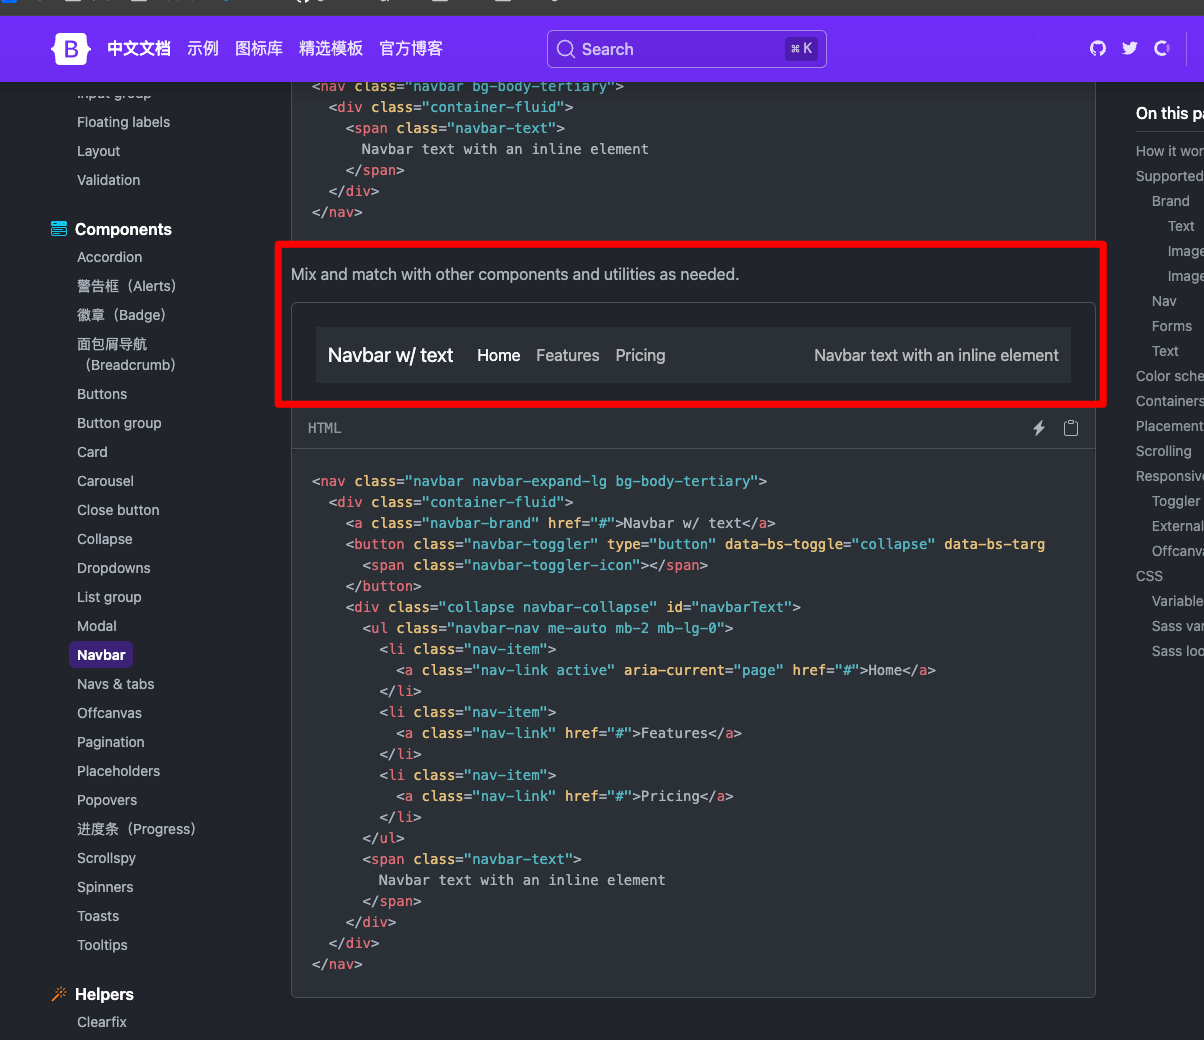 B
中文文档 示例 图标库 精选模板 官方博客
Search
⌘ K
Input group
Floating labels
Layout
Validation
Components
Accordion
警告框（Alerts）
徽章（Badge）
面包屑导航
（Breadcrumb）
Buttons
Button group
Card
Carousel
Close button
Collapse
Dropdowns
List group
Modal
Navbar
Navs & tabs
Offcanvas
Pagination
Placeholders
Popovers
进度条（Progress）
Scrollspy
Spinners
Toasts
Tooltips
Helpers
Clearfix
<nav class="navbar bg-body-tertiary">
<div class="container-fluid">
<span class="navbar-text">
Navbar text with an inline element
</span>
</div>
</nav>
Mix and match with other components and utilities as needed.
Navbar w/ text Home Features Pricing Navbar text with an inline element
HTML
<nav class="navbar navbar-expand-lg bg-body-tertiary">
<div class="container-fluid">
<a class="navbar-brand" href="#">Navbar w/ text</a>
<button class="navbar-toggler" type="button" data-bs-toggle="collapse" data-bs-targ
<span class="navbar-toggler-icon"></span>
</button>
<div class="collapse navbar-collapse" id="navbarText">
<ul class="navbar-nav me-auto mb-2 mb-lg-0">
<li class="nav-item">
<a class="nav-link active" aria-current="page" href="#">Home</a>
</li>
<li class="nav-item">
<a class="nav-link" href="#">Features</a>
</li>
<li class="nav-item">
<a class="nav-link" href="#">Pricing</a>
</li>
</ul>
<span class="navbar-text">
Navbar text with an inline element
</span>
</div>
</div>
</nav>
On this pa
How it wor
Supported
Brand
Text
Image
Image
Nav
Forms
Text
Color sche
Containers
Placement
Scrolling
Responsive
Toggler
External
Offcanva
CSS
Variable
Sass var
Sass loo